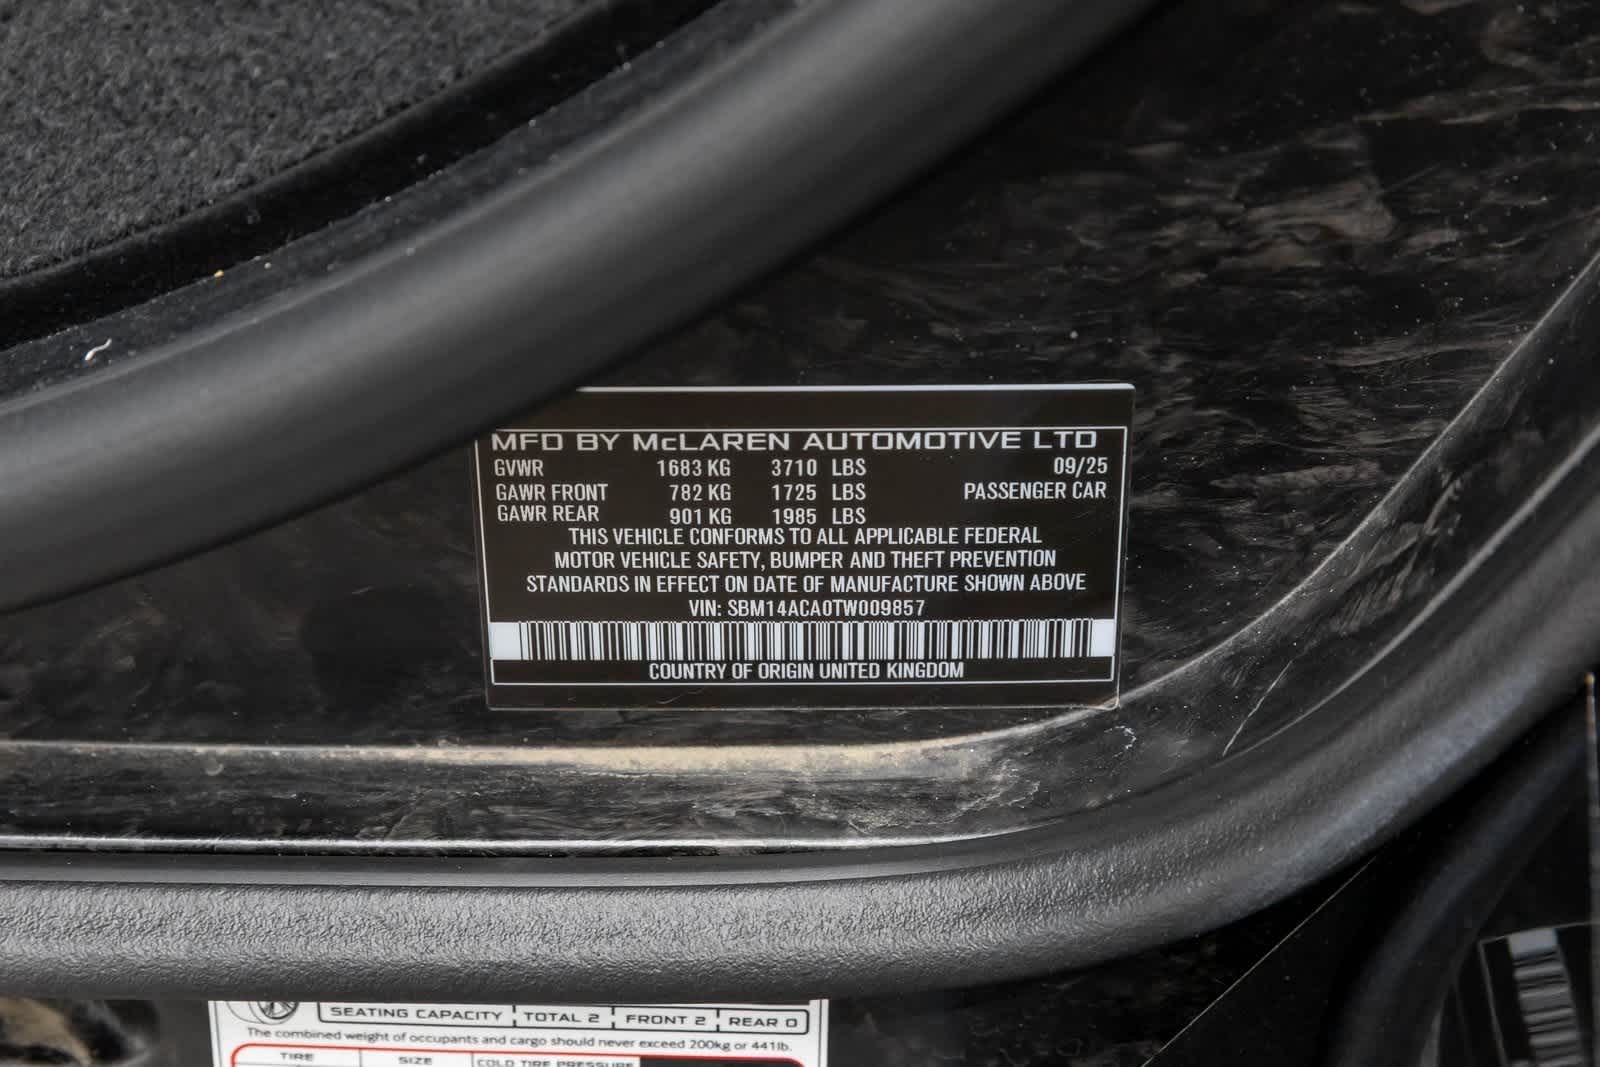 MFD BY McLAREN AUTOMOTIVE LTD
GVWR 1683 KG 3710 LBS 09/25
GAWR FRONT 782 KG 1725 LBS PASSENGER CAR
GAWR REAR 901 KG 1985 LBS
THIS VEHICLE CONFORMS TO ALL APPLICABLE FEDERAL
MOTOR VEHICLE SAFETY, BUMPER AND THEFT PREVENTION
STANDARDS IN EFFECT ON DATE OF MANUFACTURE SHOWN ABOVE
VIN: SBM14ACA0TW009857
COUNTRY OF ORIGIN UNITED KINGDOM
SEATING CAPACITY TOTAL 2 FRONT 2 REAR 0
The combined weight of occupants and cargo should never exceed 200kg or 441lb.
TIRE SIZE COLD TIRE PRESSURE